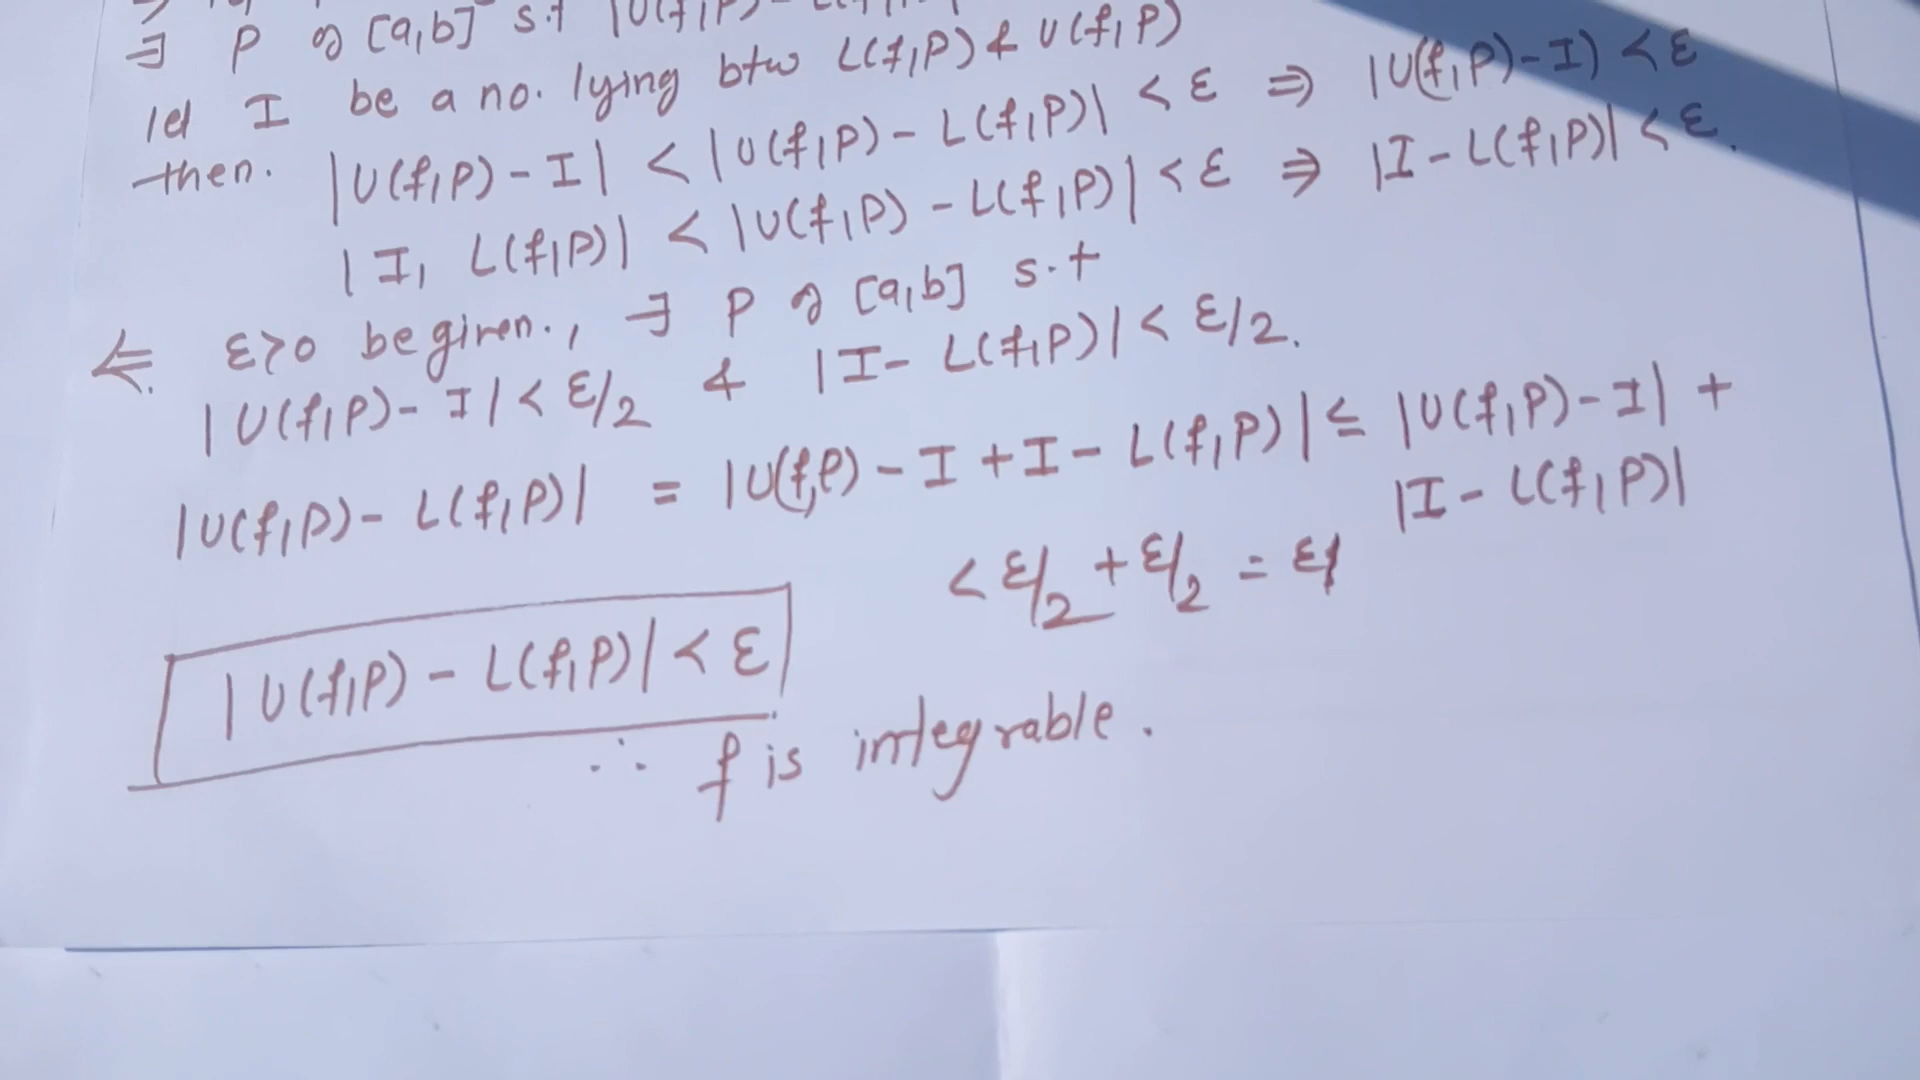 ∃ P of [a,b] s.t |U(f,P)
let I be a no. lying btw L(f,P) & U(f,P)
then. |U(f,P) - I| < |U(f,P) - L(f,P)| < ε ⇒ |U(f,P) - I| < ε
|I, L(f,P)| < |U(f,P) - L(f,P)| < ε ⇒ |I - L(f,P)| < ε.
⇐. ε>0 be given., ∃ P of [a,b] s.t
|U(f,P) - I| < ε/2 & |I - L(f,P)| < ε/2.
|U(f,P) - L(f,P)| = |U(f,P) - I + I - L(f,P)| ≤ |U(f,P) - I| +
|I - L(f,P)|
< ε/2 + ε/2 = ε
|U(f,P) - L(f,P)| < ε
∴ f is integrable.